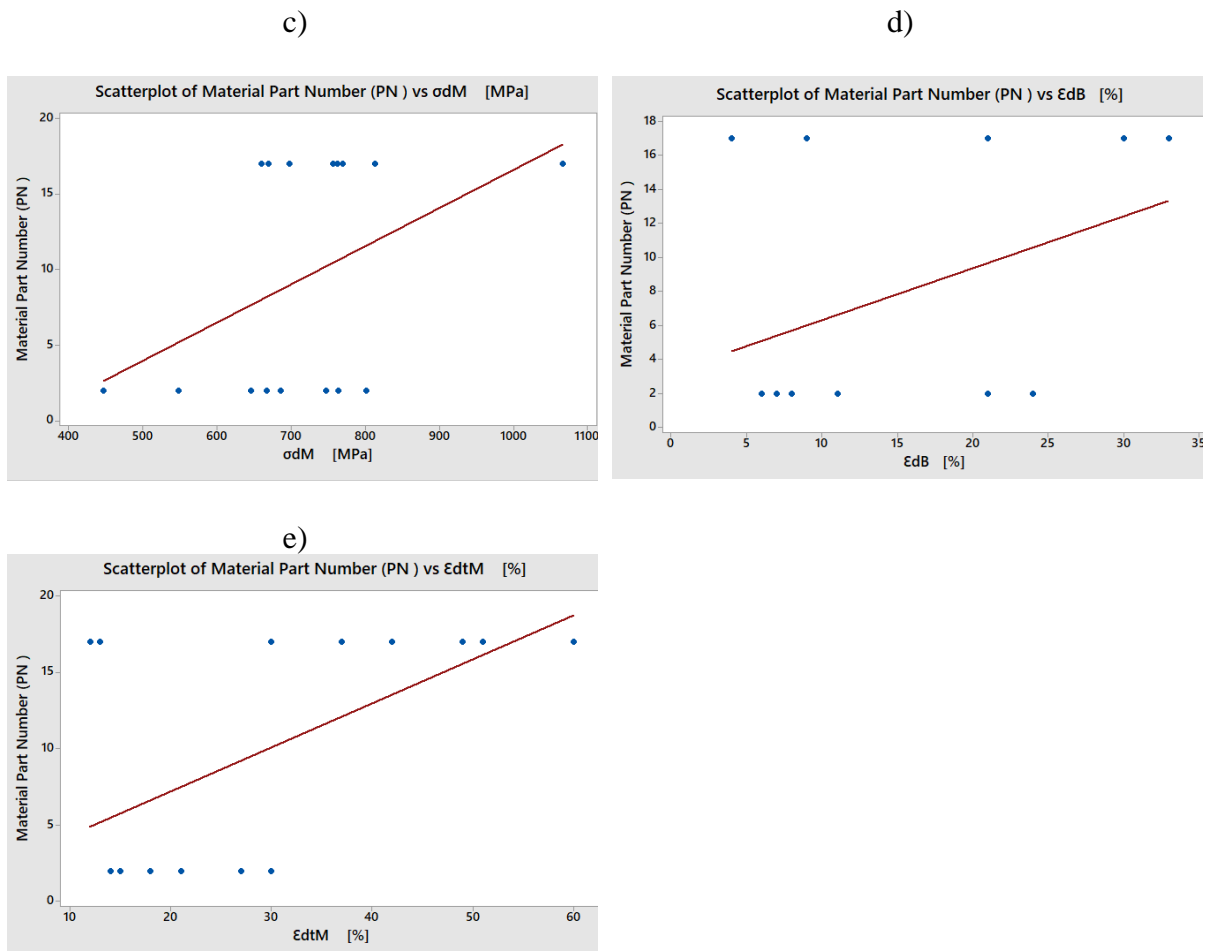 c)
d)
Scatterplot of Material Part Number (PN ) vs σdM [MPa]
20
15
10
5
0
Material Part Number (PN )
400 500 600 700 800 900 1000 1100
σdM [MPa]
Scatterplot of Material Part Number (PN ) vs ƐdB [%]
18
16
14
12
10
8
6
4
2
0
Material Part Number (PN )
0 5 10 15 20 25 30 35
ƐdB [%]
e)
Scatterplot of Material Part Number (PN ) vs ƐdtM [%]
20
15
10
5
0
Material Part Number (PN )
10 20 30 40 50 60
ƐdtM [%]